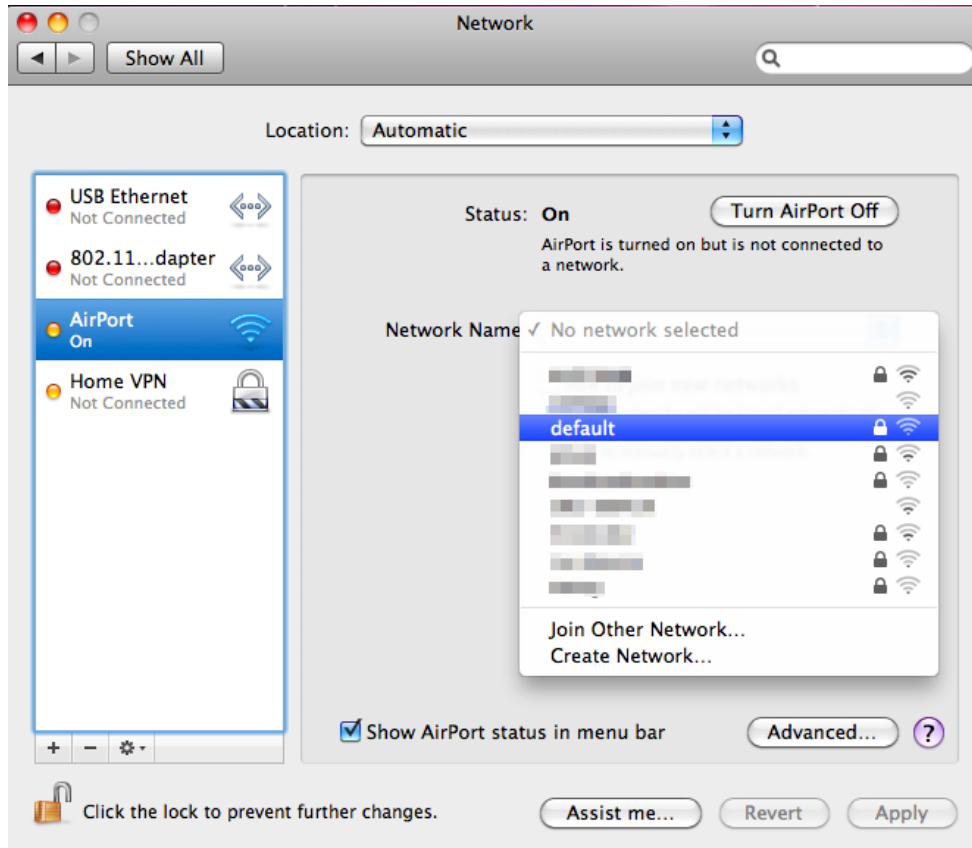 Network
Show All
Location: Automatic
USB Ethernet
Not Connected
802.11...dapter
Not Connected
AirPort
On
Home VPN
Not Connected
Status: On
Turn AirPort Off
AirPort is turned on but is not connected to
a network.
Network Name
✓ No network selected
default
Join Other Network...
Create Network...
Show AirPort status in menu bar
Advanced...
?
Click the lock to prevent further changes.
Assist me...
Revert
Apply